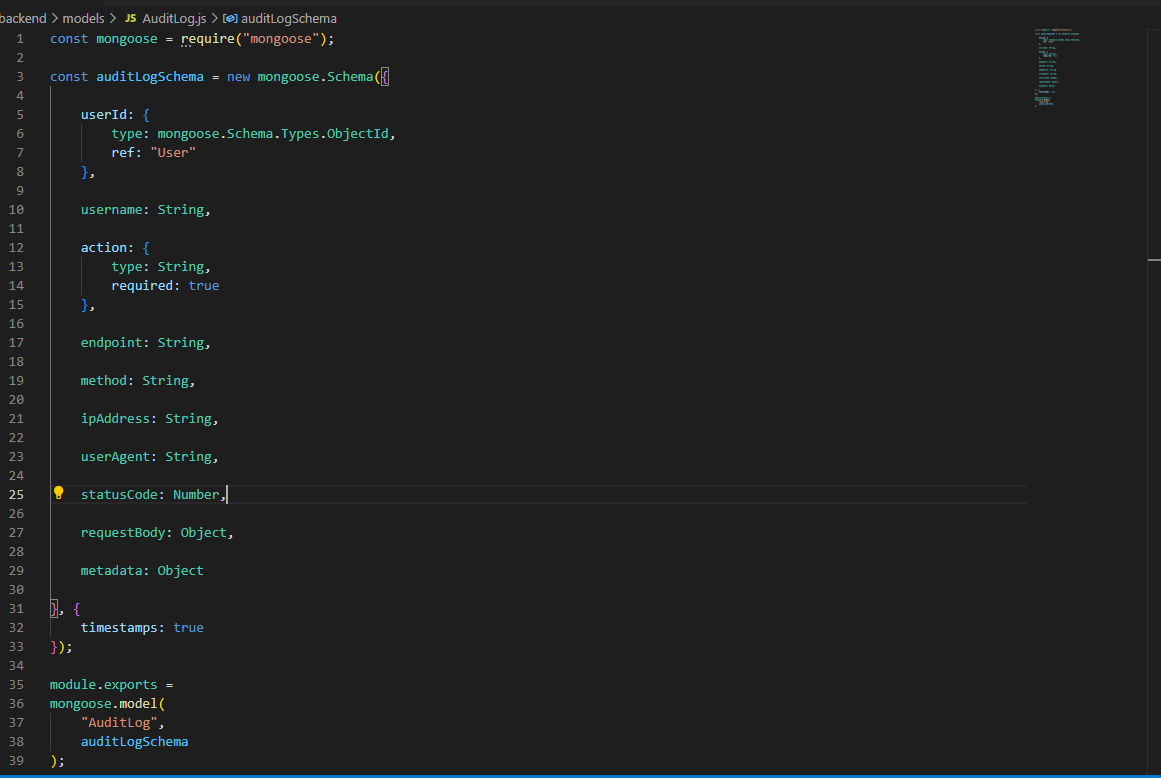 backend > models > JS AuditLog.js > auditLogSchema
1 const mongoose = require("mongoose");
2
3 const auditLogSchema = new mongoose.Schema({
4
5 userId: {
6 type: mongoose.Schema.Types.ObjectId,
7 ref: "User"
8 },
9
10 username: String,
11
12 action: {
13 type: String,
14 required: true
15 },
16
17 endpoint: String,
18
19 method: String,
20
21 ipAddress: String,
22
23 userAgent: String,
24
25 statusCode: Number,
26
27 requestBody: Object,
28
29 metadata: Object
30
31 }, {
32 timestamps: true
33 });
34
35 module.exports =
36 mongoose.model(
37 "AuditLog",
38 auditLogSchema
39 );